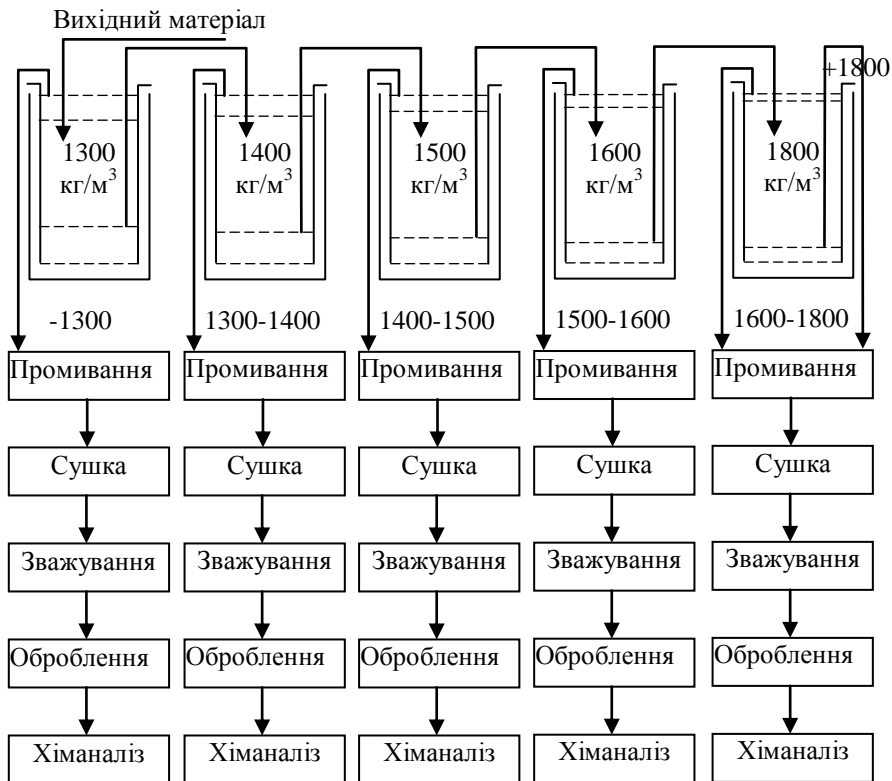 Вихідний матеріал
+1800
1300 1400 1500 1600 1800
кг/м³ кг/м³ кг/м³ кг/м³ кг/м³
-1300 1300-1400 1400-1500 1500-1600 1600-1800
Промивання Промивання Промивання Промивання Промивання
Сушка Сушка Сушка Сушка Сушка
Зважування Зважування Зважування Зважування Зважування
Оброблення Оброблення Оброблення Оброблення Оброблення
Хіманаліз Хіманаліз Хіманаліз Хіманаліз Хіманаліз